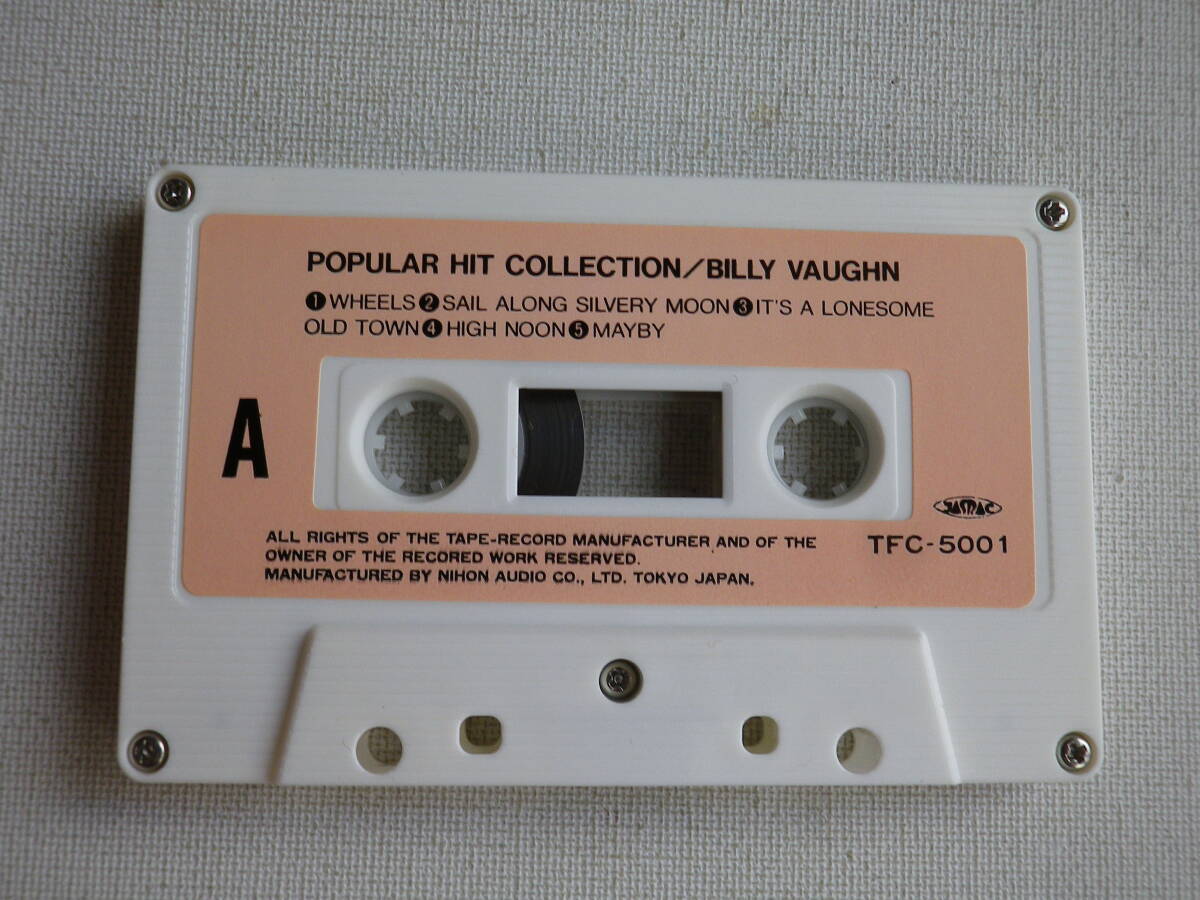 POPULAR HIT COLLECTION/BILLY VAUGHN
❶WHEELS❷SAIL ALONG SILVERY MOON❸IT'S A LONESOME
OLD TOWN❹HIGH NOON❺MAYBY
A
JASRAC
ALL RIGHTS OF THE TAPE-RECORD MANUFACTURER AND OF THE
OWNER OF THE RECORED WORK RESERVED.
MANUFACTURED BY NIHON AUDIO CO., LTD. TOKYO JAPAN.
TFC-5001